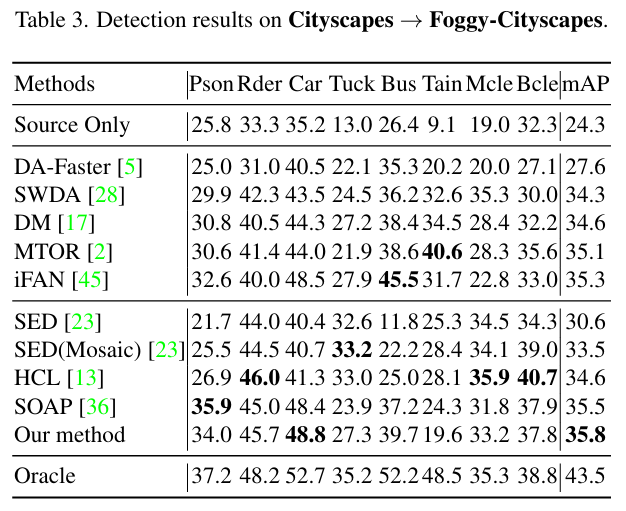 Table 3. Detection results on Cityscapes → Foggy-Cityscapes.
Methods Pson Rder Car Tuck Bus Tain Mcle Bcle mAP
Source Only 25.8 33.3 35.2 13.0 26.4 9.1 19.0 32.3 24.3
DA-Faster [5] 25.0 31.0 40.5 22.1 35.3 20.2 20.0 27.1 27.6
SWDA [28] 29.9 42.3 43.5 24.5 36.2 32.6 35.3 30.0 34.3
DM [17] 30.8 40.5 44.3 27.2 38.4 34.5 28.4 32.2 34.6
MTOR [2] 30.6 41.4 44.0 21.9 38.6 40.6 28.3 35.6 35.1
iFAN [45] 32.6 40.0 48.5 27.9 45.5 31.7 22.8 33.0 35.3
SED [23] 21.7 44.0 40.4 32.6 11.8 25.3 34.5 34.3 30.6
SED(Mosaic) [23] 25.5 44.5 40.7 33.2 22.2 28.4 34.1 39.0 33.5
HCL [13] 26.9 46.0 41.3 33.0 25.0 28.1 35.9 40.7 34.6
SOAP [36] 35.9 45.0 48.4 23.9 37.2 24.3 31.8 37.9 35.5
Our method 34.0 45.7 48.8 27.3 39.7 19.6 33.2 37.8 35.8
Oracle 37.2 48.2 52.7 35.2 52.2 48.5 35.3 38.8 43.5